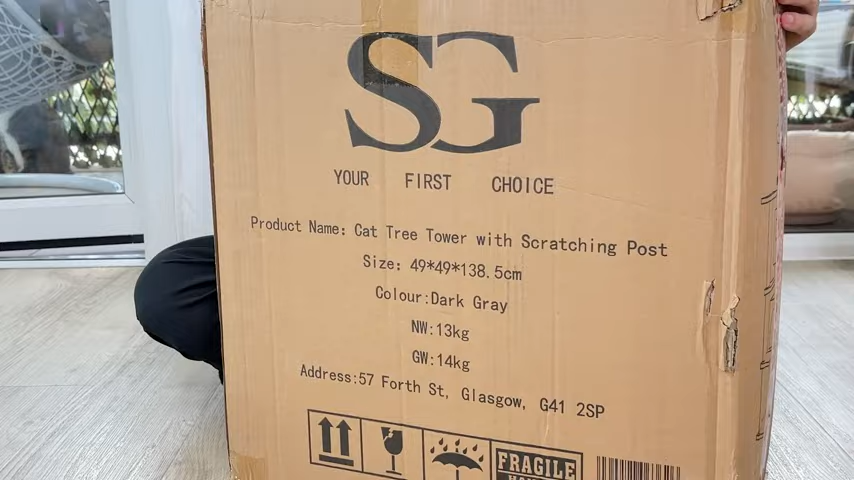 SG
YOUR FIRST CHOICE
Product Name: Cat Tree Tower with Scratching Post
Size: 49*49*138.5cm
Colour:Dark Gray
NW:13kg
GW:14kg
Address:57 Forth St, Glasgow, G41 2SP
FRAGILE